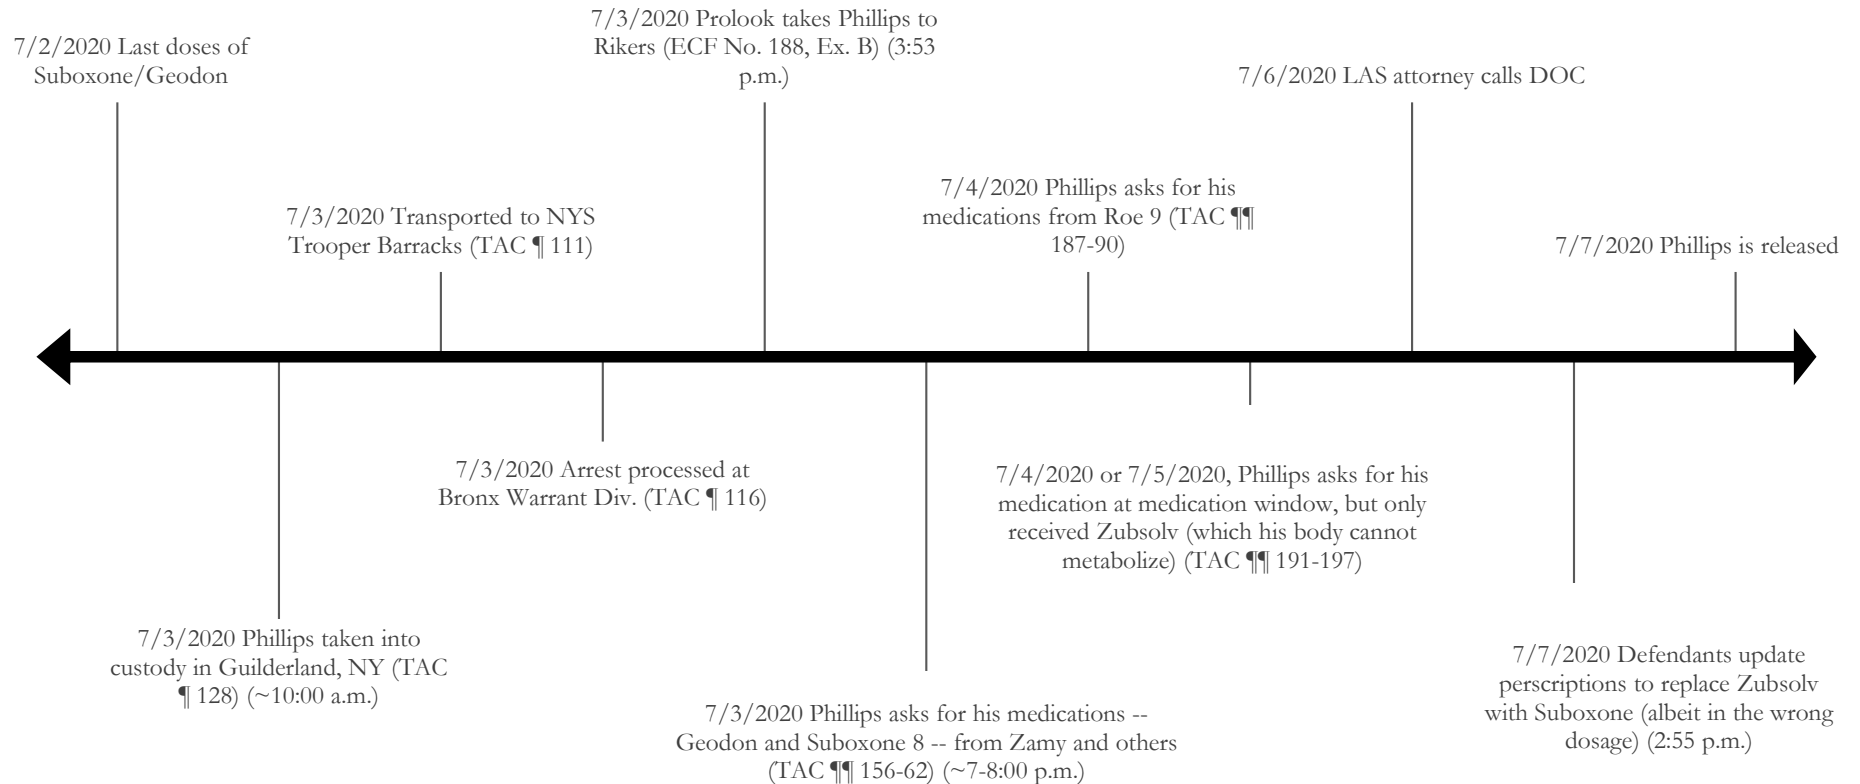 7/2/2020 Last doses of
Suboxone/Geodon
7/3/2020 Phillips taken into
custody in Guilderland, NY (TAC
¶ 128) (~10:00 a.m.)
7/3/2020 Transported to NYS
Trooper Barracks (TAC ¶ 111)
7/3/2020 Arrest processed at
Bronx Warrant Div. (TAC ¶ 116)
7/3/2020 Prolook takes Phillips to
Rikers (ECF No. 188, Ex. B) (3:53
p.m.)
7/3/2020 Phillips asks for his medications --
Geodon and Suboxone 8 -- from Zamy and others
(TAC ¶¶ 156-62) (~7-8:00 p.m.)
7/4/2020 Phillips asks for his
medications from Roe 9 (TAC ¶¶
187-90)
7/4/2020 or 7/5/2020, Phillips asks for his
medication at medication window, but only
received Zubsolv (which his body cannot
metabolize) (TAC ¶¶ 191-197)
7/6/2020 LAS attorney calls DOC
7/7/2020 Defendants update
perscriptions to replace Zubsolv
with Suboxone (albeit in the wrong
dosage) (2:55 p.m.)
7/7/2020 Phillips is released